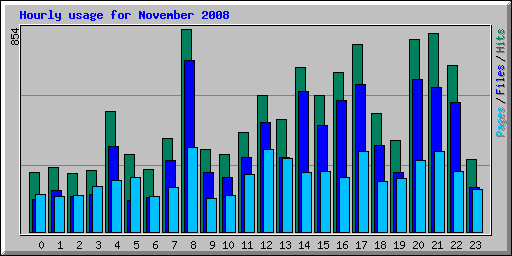 Hourly usage for November 2008
854
Pages / Files / Hits
0 1 2 3 4 5 6 7 8 9 10 11 12 13 14 15 16 17 18 19 20 21 22 23